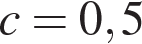 c = 0,5